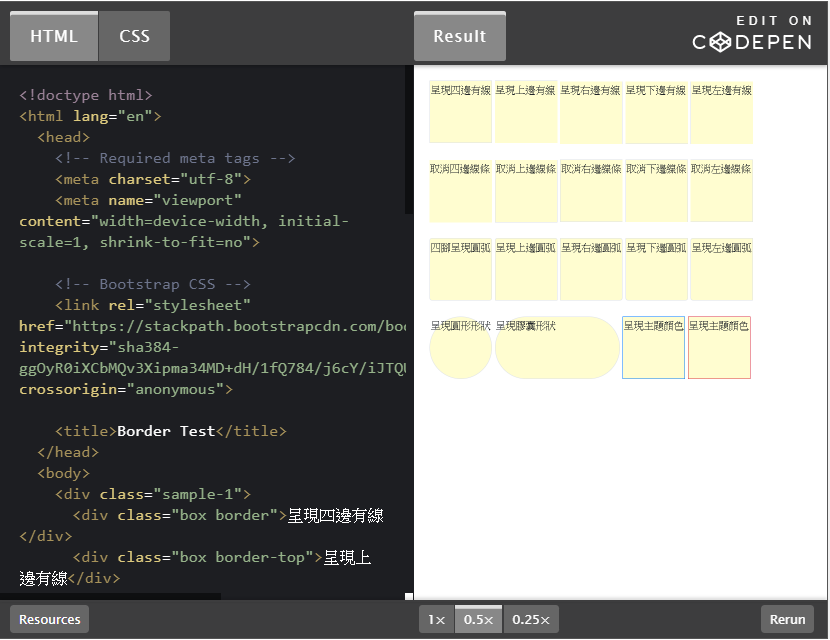 HTML
CSS
Result
EDIT ON
CODEPEN
<!doctype html>
<html lang="en">
<head>
<!-- Required meta tags -->
<meta charset="utf-8">
<meta name="viewport"
content="width=device-width, initial-
scale=1, shrink-to-fit=no">
<!-- Bootstrap CSS -->
<link rel="stylesheet"
href="https://stackpath.bootstrapcdn.com/boo
integrity="sha384-
ggOyR0iXCbMQv3Xipma34MD+dH/1fQ784/j6cY/iJTQU
crossorigin="anonymous">
<title>Border Test</title>
</head>
<body>
<div class="sample-1">
<div class="box border">呈現四邊有線
</div>
<div class="box border-top">呈現上
邊有線</div>
呈現四邊有線 呈現上邊有線 呈現右邊有線 呈現下邊有線 呈現左邊有線
取消四邊線條 取消上邊線條 取消右邊線條 取消下邊線條 取消左邊線條
四腳呈現圓弧 呈現上邊圓弧 呈現右邊圓弧 呈現下邊圓弧 呈現左邊圓弧
呈現圓形形狀 呈現膠囊形狀 呈現主題顏色 呈現主題顏色
Resources
1× 0.5× 0.25×
Rerun